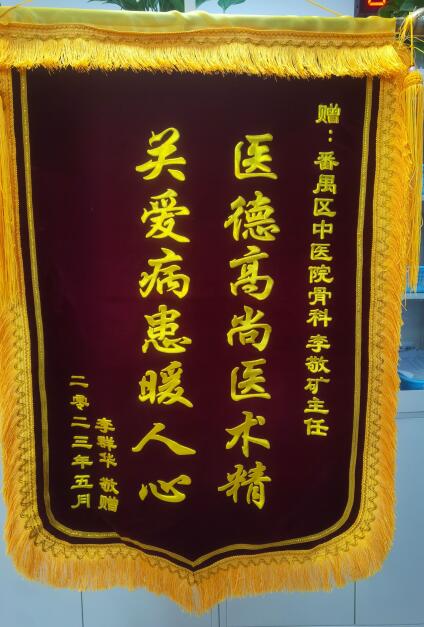 赠：番禺区中医院骨科 李敬矿主任
医德高尚医术精
关爱病患暖人心
李群华 敬赠
二零二三年五月